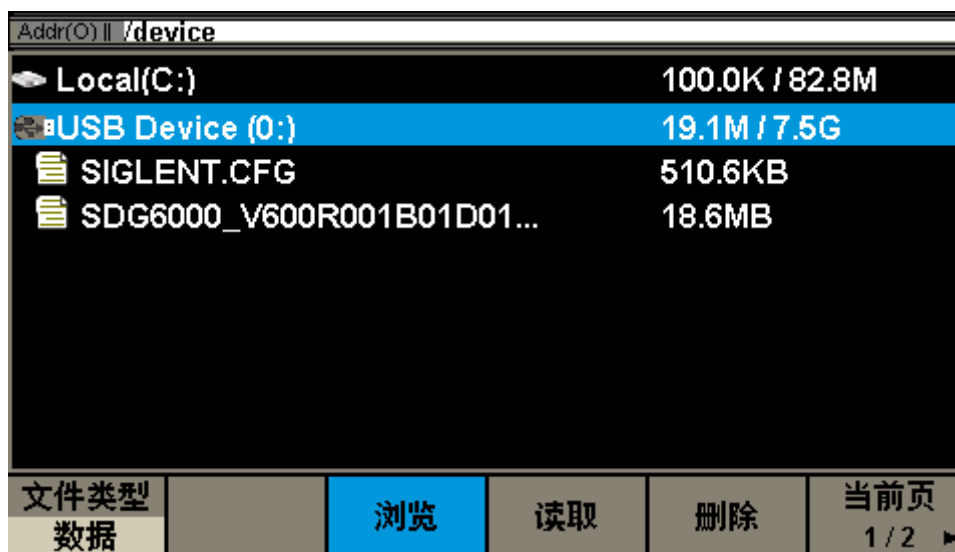 Addr(O) /device
Local(C:) 100.0K / 82.8M
USB Device (0:) 19.1M / 7.5G
SIGLENT.CFG 510.6KB
SDG6000_V600R001B01D01... 18.6MB
文件类型 浏览 读取 删除 当前页
数据 1 / 2